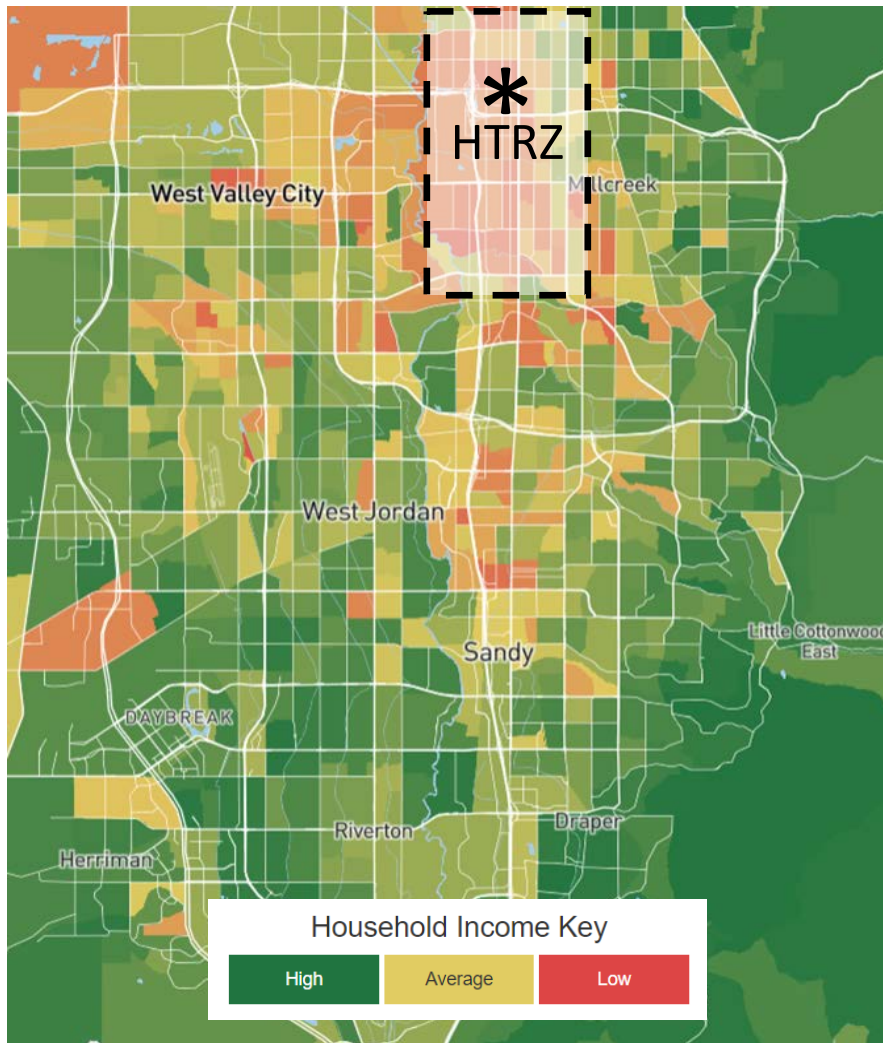 *
HTRZ
Millcreek
West Valley City
West Jordan
Little Cottonwood
East
Sandy
DAYBREAK
Draper
Riverton
Herriman
Household Income Key
High
Average
Low